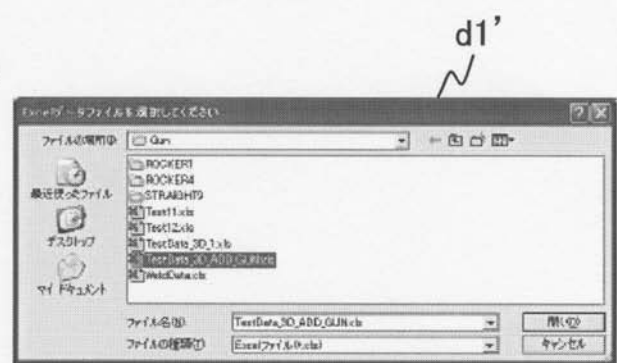 d1’
Excelデータファイルを選択してください
ファイルの場所(I):
Gun
ROCKER1
ROCKER4
STRAIGHT9
Test11.xls
Test12.xls
TestData_3D_1.xls
TestData_3D_ADD_GUN.xls
WeldData.xls
最近使ったファイル
デスクトップ
マイ ドキュメント
ファイル名(N):
TestData_3D_ADD_GUN.xls
開く(O)
ファイルの種類(T):
Excelファイル(*.xls)
キャンセル